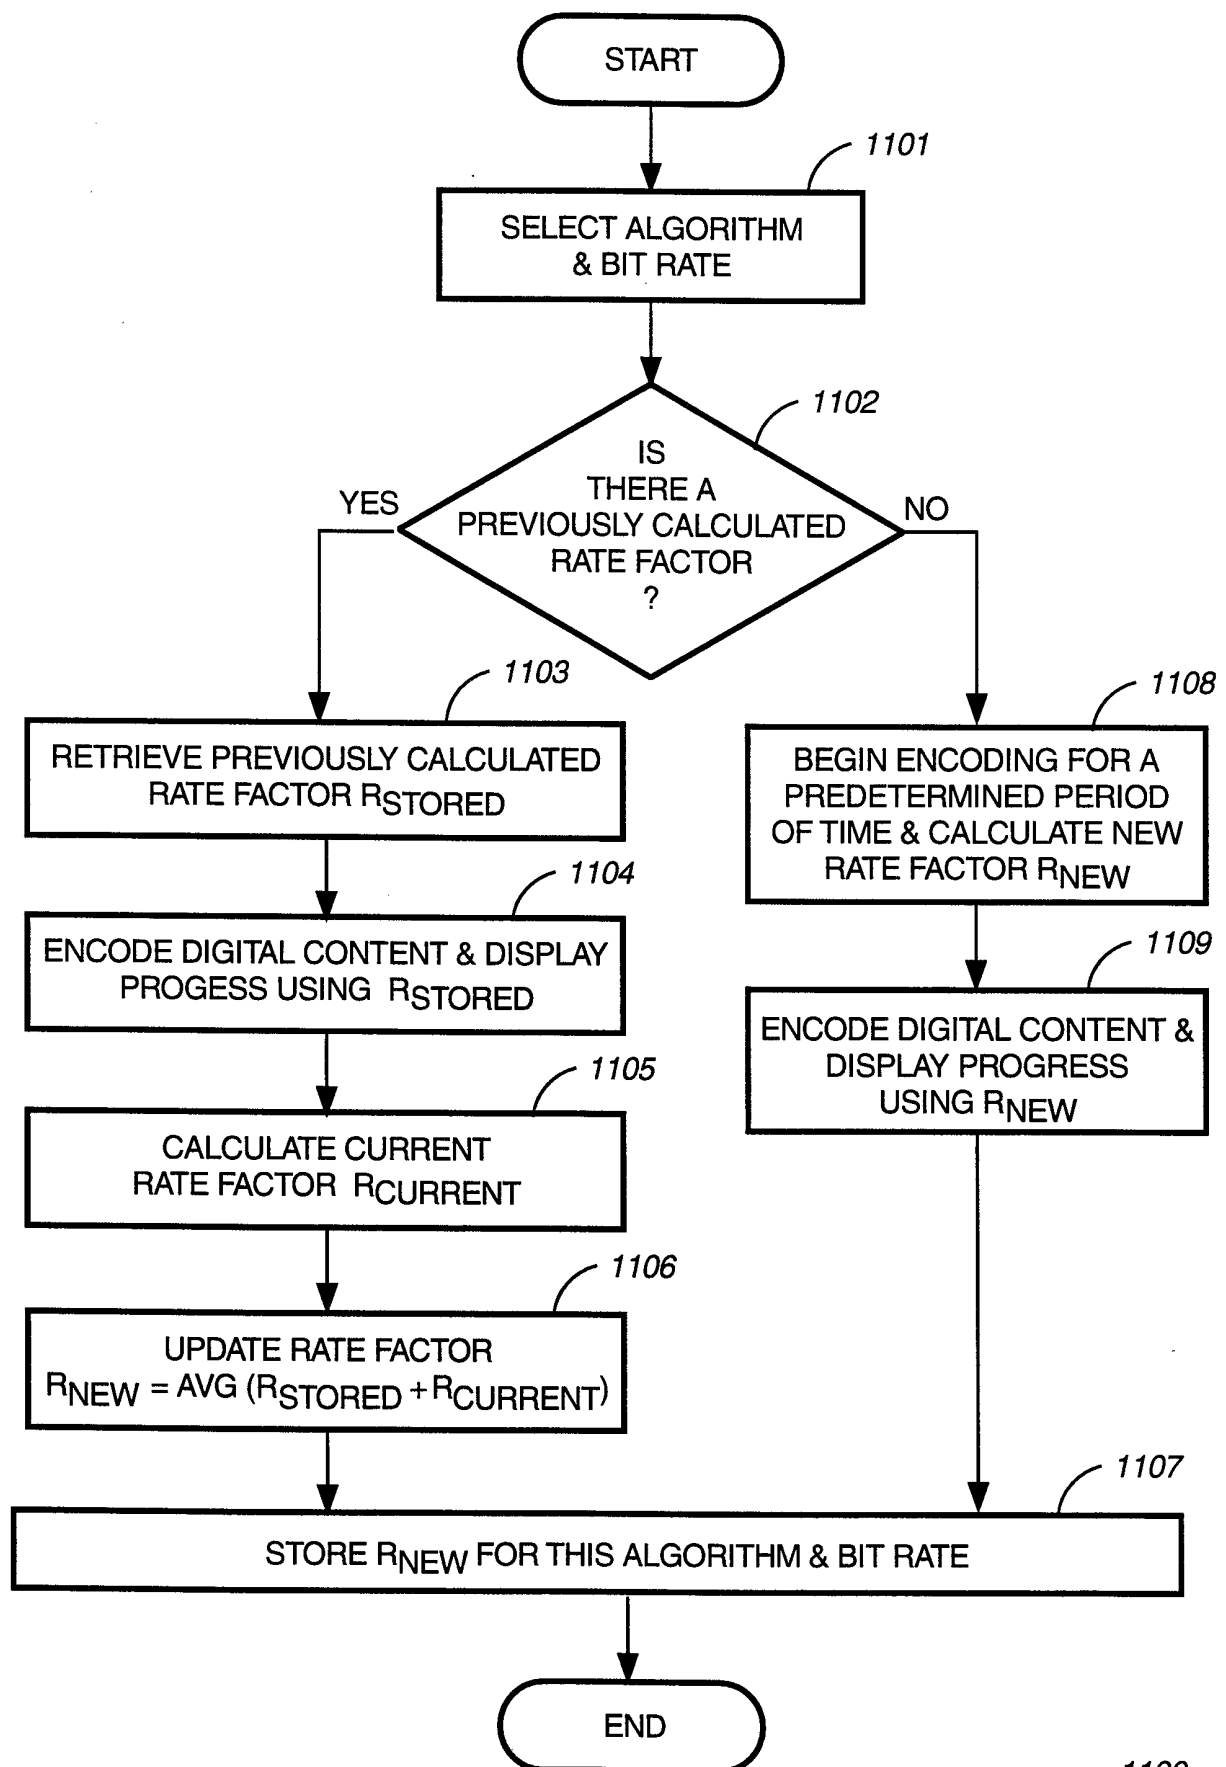 START
1101
SELECT ALGORITHM
& BIT RATE
1102
IS
THERE A
PREVIOUSLY CALCULATED
RATE FACTOR
?
YES
NO
1103
RETRIEVE PREVIOUSLY CALCULATED
RATE FACTOR RSTORED
1104
ENCODE DIGITAL CONTENT & DISPLAY
PROGESS USING RSTORED
1105
CALCULATE CURRENT
RATE FACTOR RCURRENT
1106
UPDATE RATE FACTOR
RNEW = AVG (RSTORED + RCURRENT)
1108
BEGIN ENCODING FOR A
PREDETERMINED PERIOD
OF TIME & CALCULATE NEW
RATE FACTOR RNEW
1109
ENCODE DIGITAL CONTENT &
DISPLAY PROGRESS
USING RNEW
1107
STORE RNEW FOR THIS ALGORITHM & BIT RATE
END